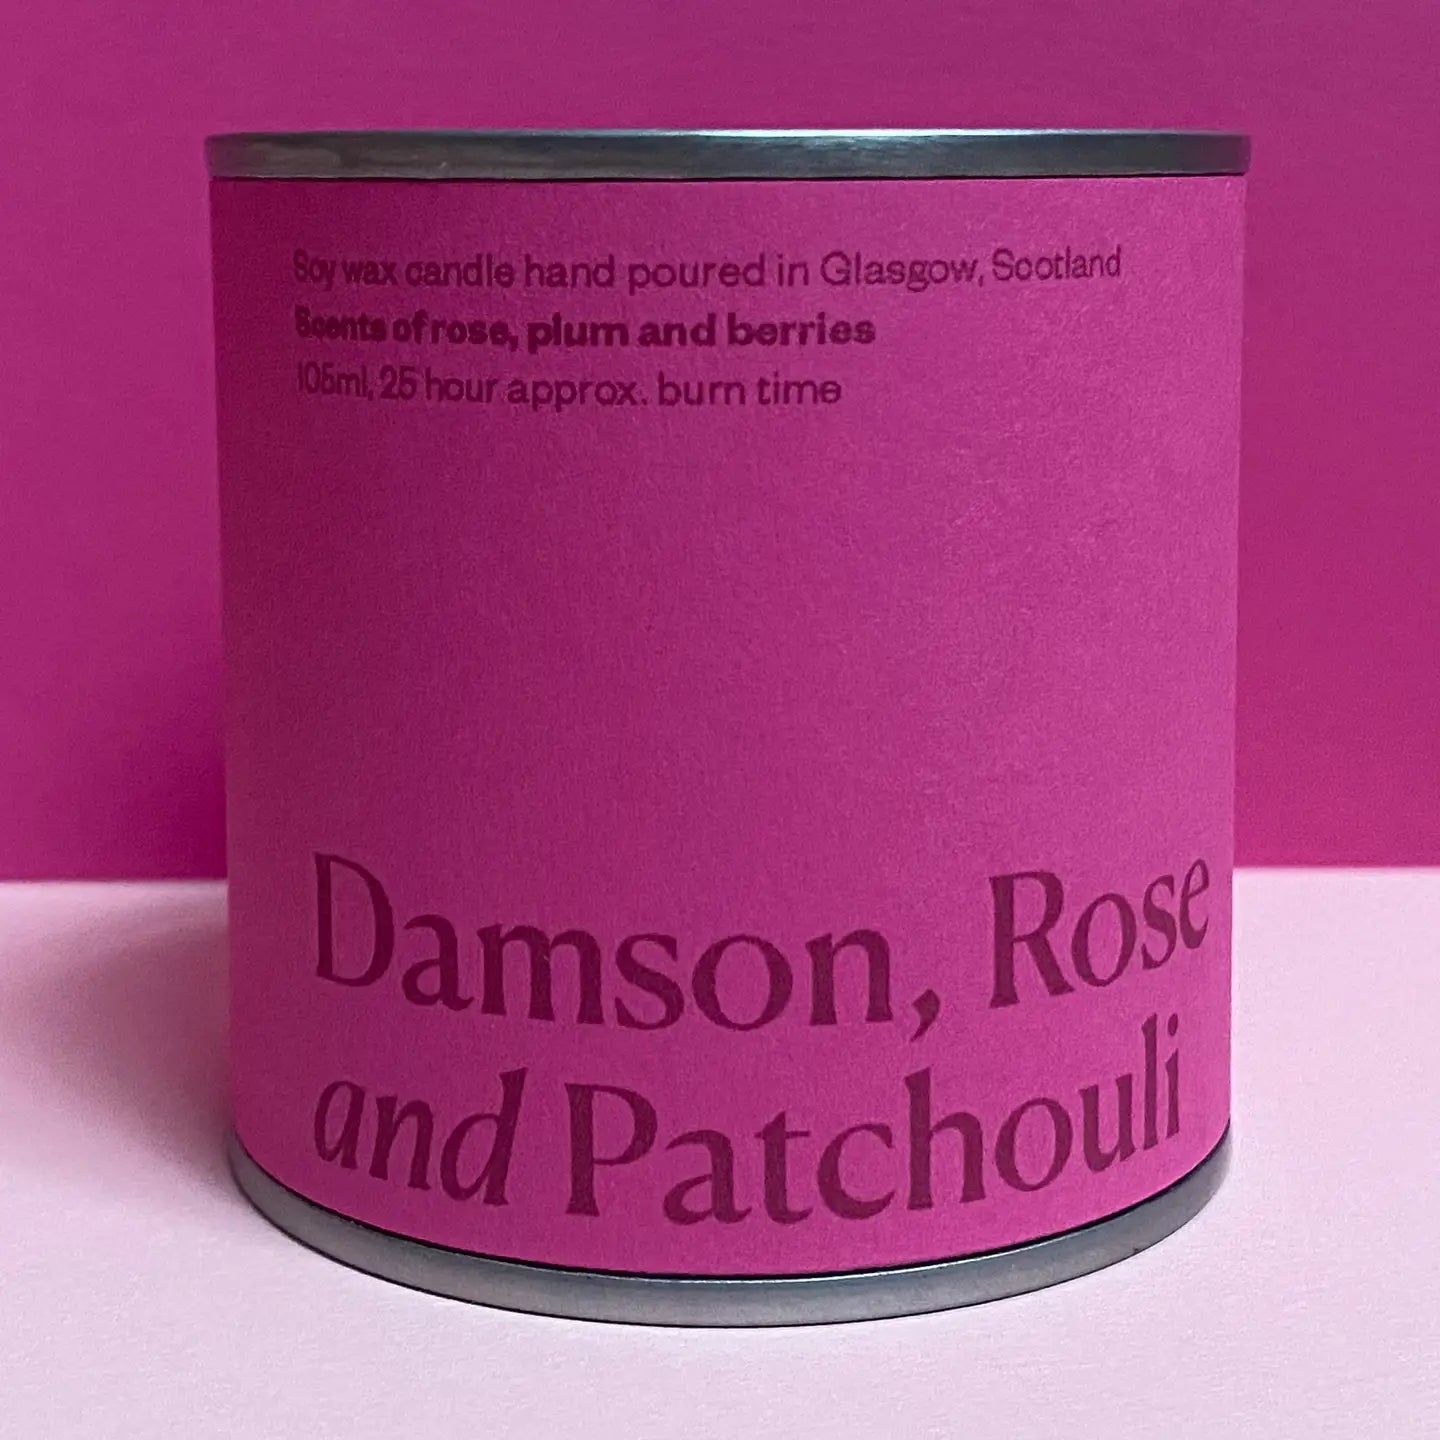 Soy wax candle hand poured in Glasgow, Scotland
Scents of rose, plum and berries
105ml, 25 hour approx. burn time
Damson, Rose
and Patchouli